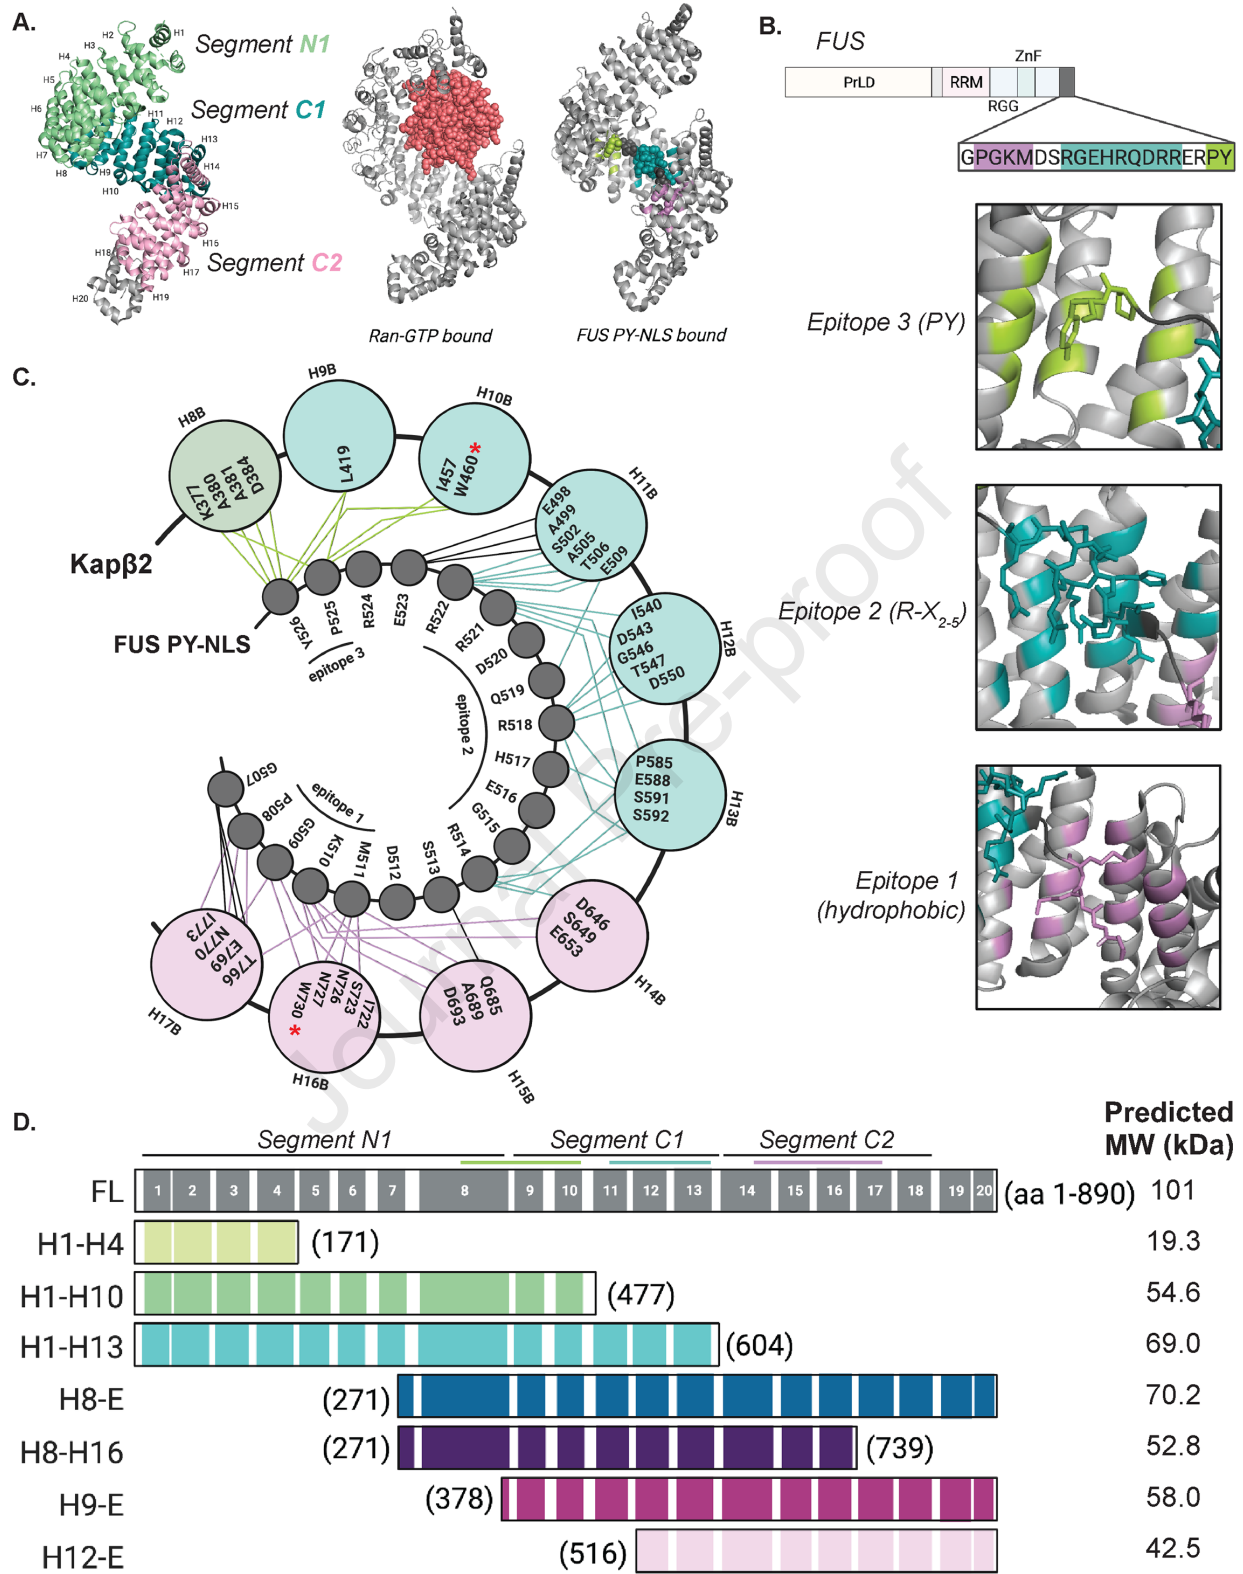 A.
Segment N1
Segment C1
Segment C2
H1
H2
H3
H4
H5
H6
H7
H8
H9
H10
H11
H12
H13
H14
H15
H16
H17
H18
H19
H20
Ran-GTP bound
FUS PY-NLS bound
B.
FUS
ZnF
PrLD
RRM
RGG
GPGKMDSRGEHRQDRRERPY
Epitope 3 (PY)
Epitope 2 (R-X2-5)
Epitope 1
(hydrophobic)
C.
Kapβ2
FUS PY-NLS
H8B
K377
A380
A381
D384
H9B
L419
H10B
I457
W460*
H11B
E498
A499
S502
A505
T506
E509
H12B
I540
D543
G546
T547
D550
H13B
P585
E588
S591
S592
H14B
D646
S649
E653
H15B
Q685
A689
D693
H16B
I722
S723
N726
N727
W730
*
H17B
T766
E769
N770
I773
Y526
P525
R524
E523
R522
R521
D520
Q519
R518
H517
E516
G515
R514
S513
D512
M511
K510
G509
P508
G507
epitope 3
epitope 2
epitope 1
Journal Pre-proof
D.
Segment N1
Segment C1
Segment C2
Predicted
MW (kDa)
FL
1 2 3 4 5 6 7 8 9 10 11 12 13 14 15 16 17 18 19 20
(aa 1-890)
101
H1-H4
(171)
19.3
H1-H10
(477)
54.6
H1-H13
(604)
69.0
H8-E
(271)
70.2
H8-H16
(271)
(739)
52.8
H9-E
(378)
58.0
H12-E
(516)
42.5